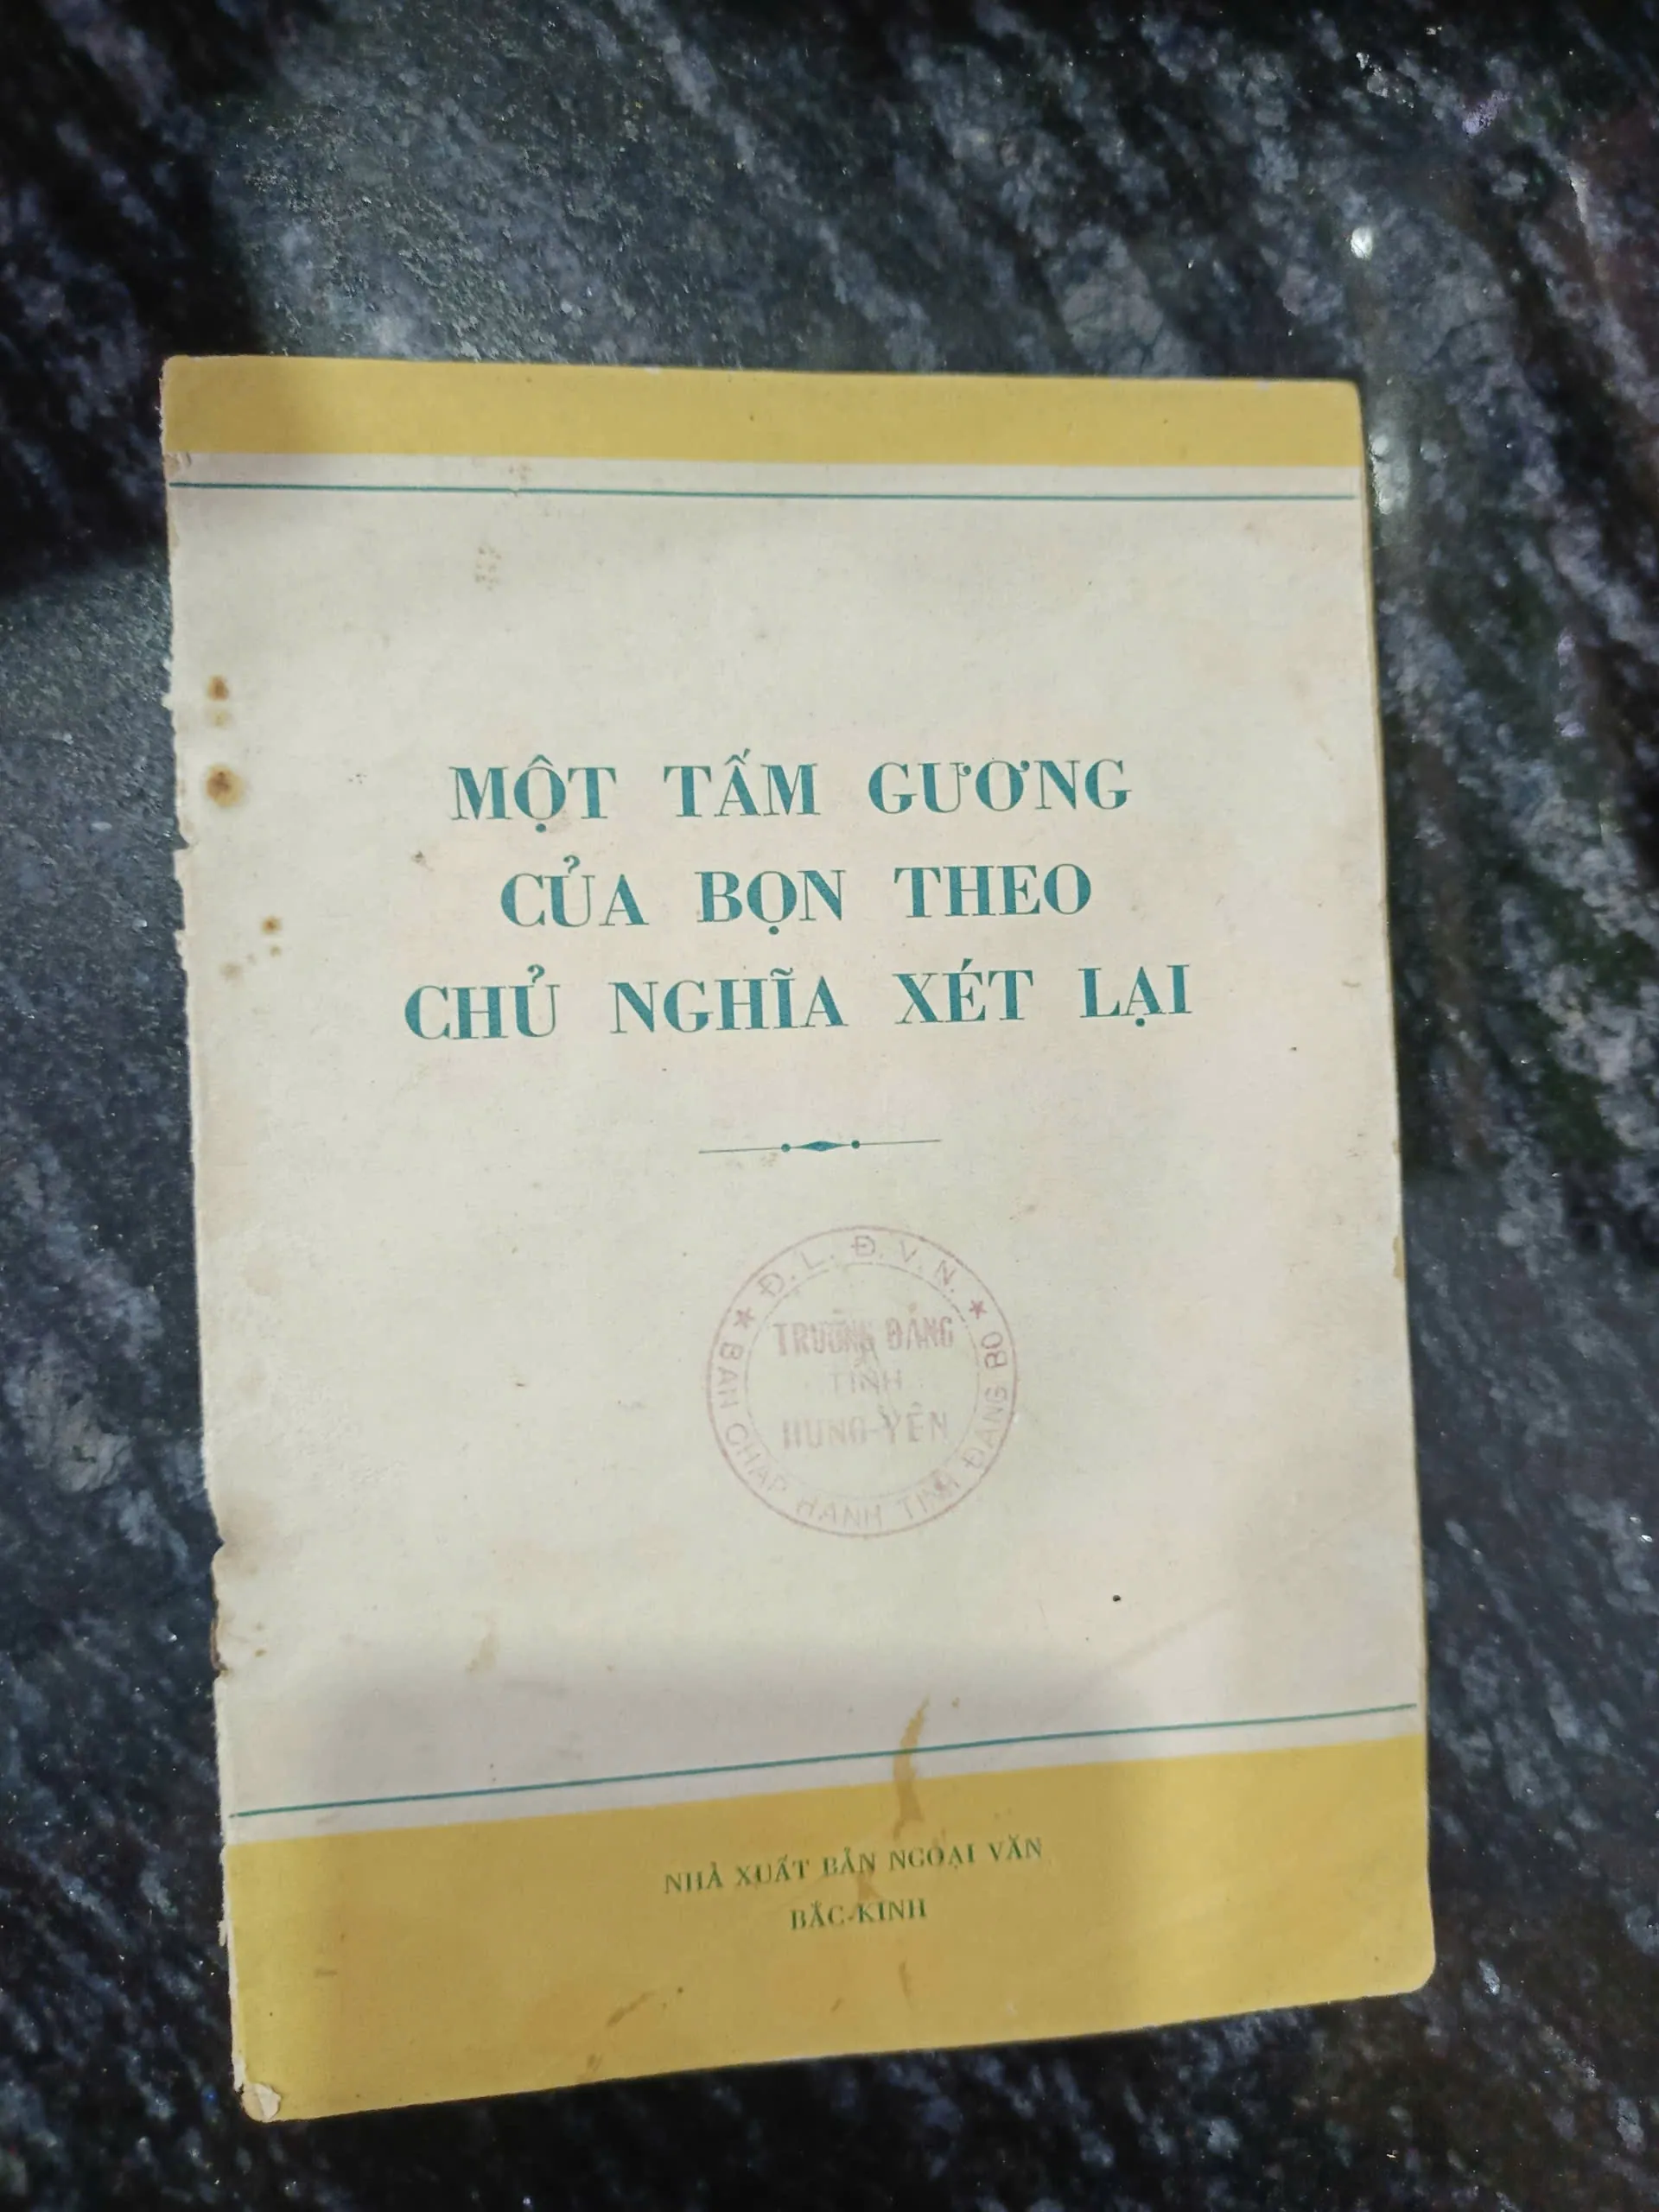 MỘT TẤM GƯƠNG
CỦA BỌN THEO
CHỦ NGHĨA XÉT LẠI
★ Đ. L. Đ. V. N. ★
TRƯỜNG ĐẢNG
TỈNH
HƯNG-YÊN
BAN CHẤP HÀNH TỈNH ĐẢNG BỘ
NHÀ XUẤT BẢN NGOẠI VĂN
BẮC-KINH